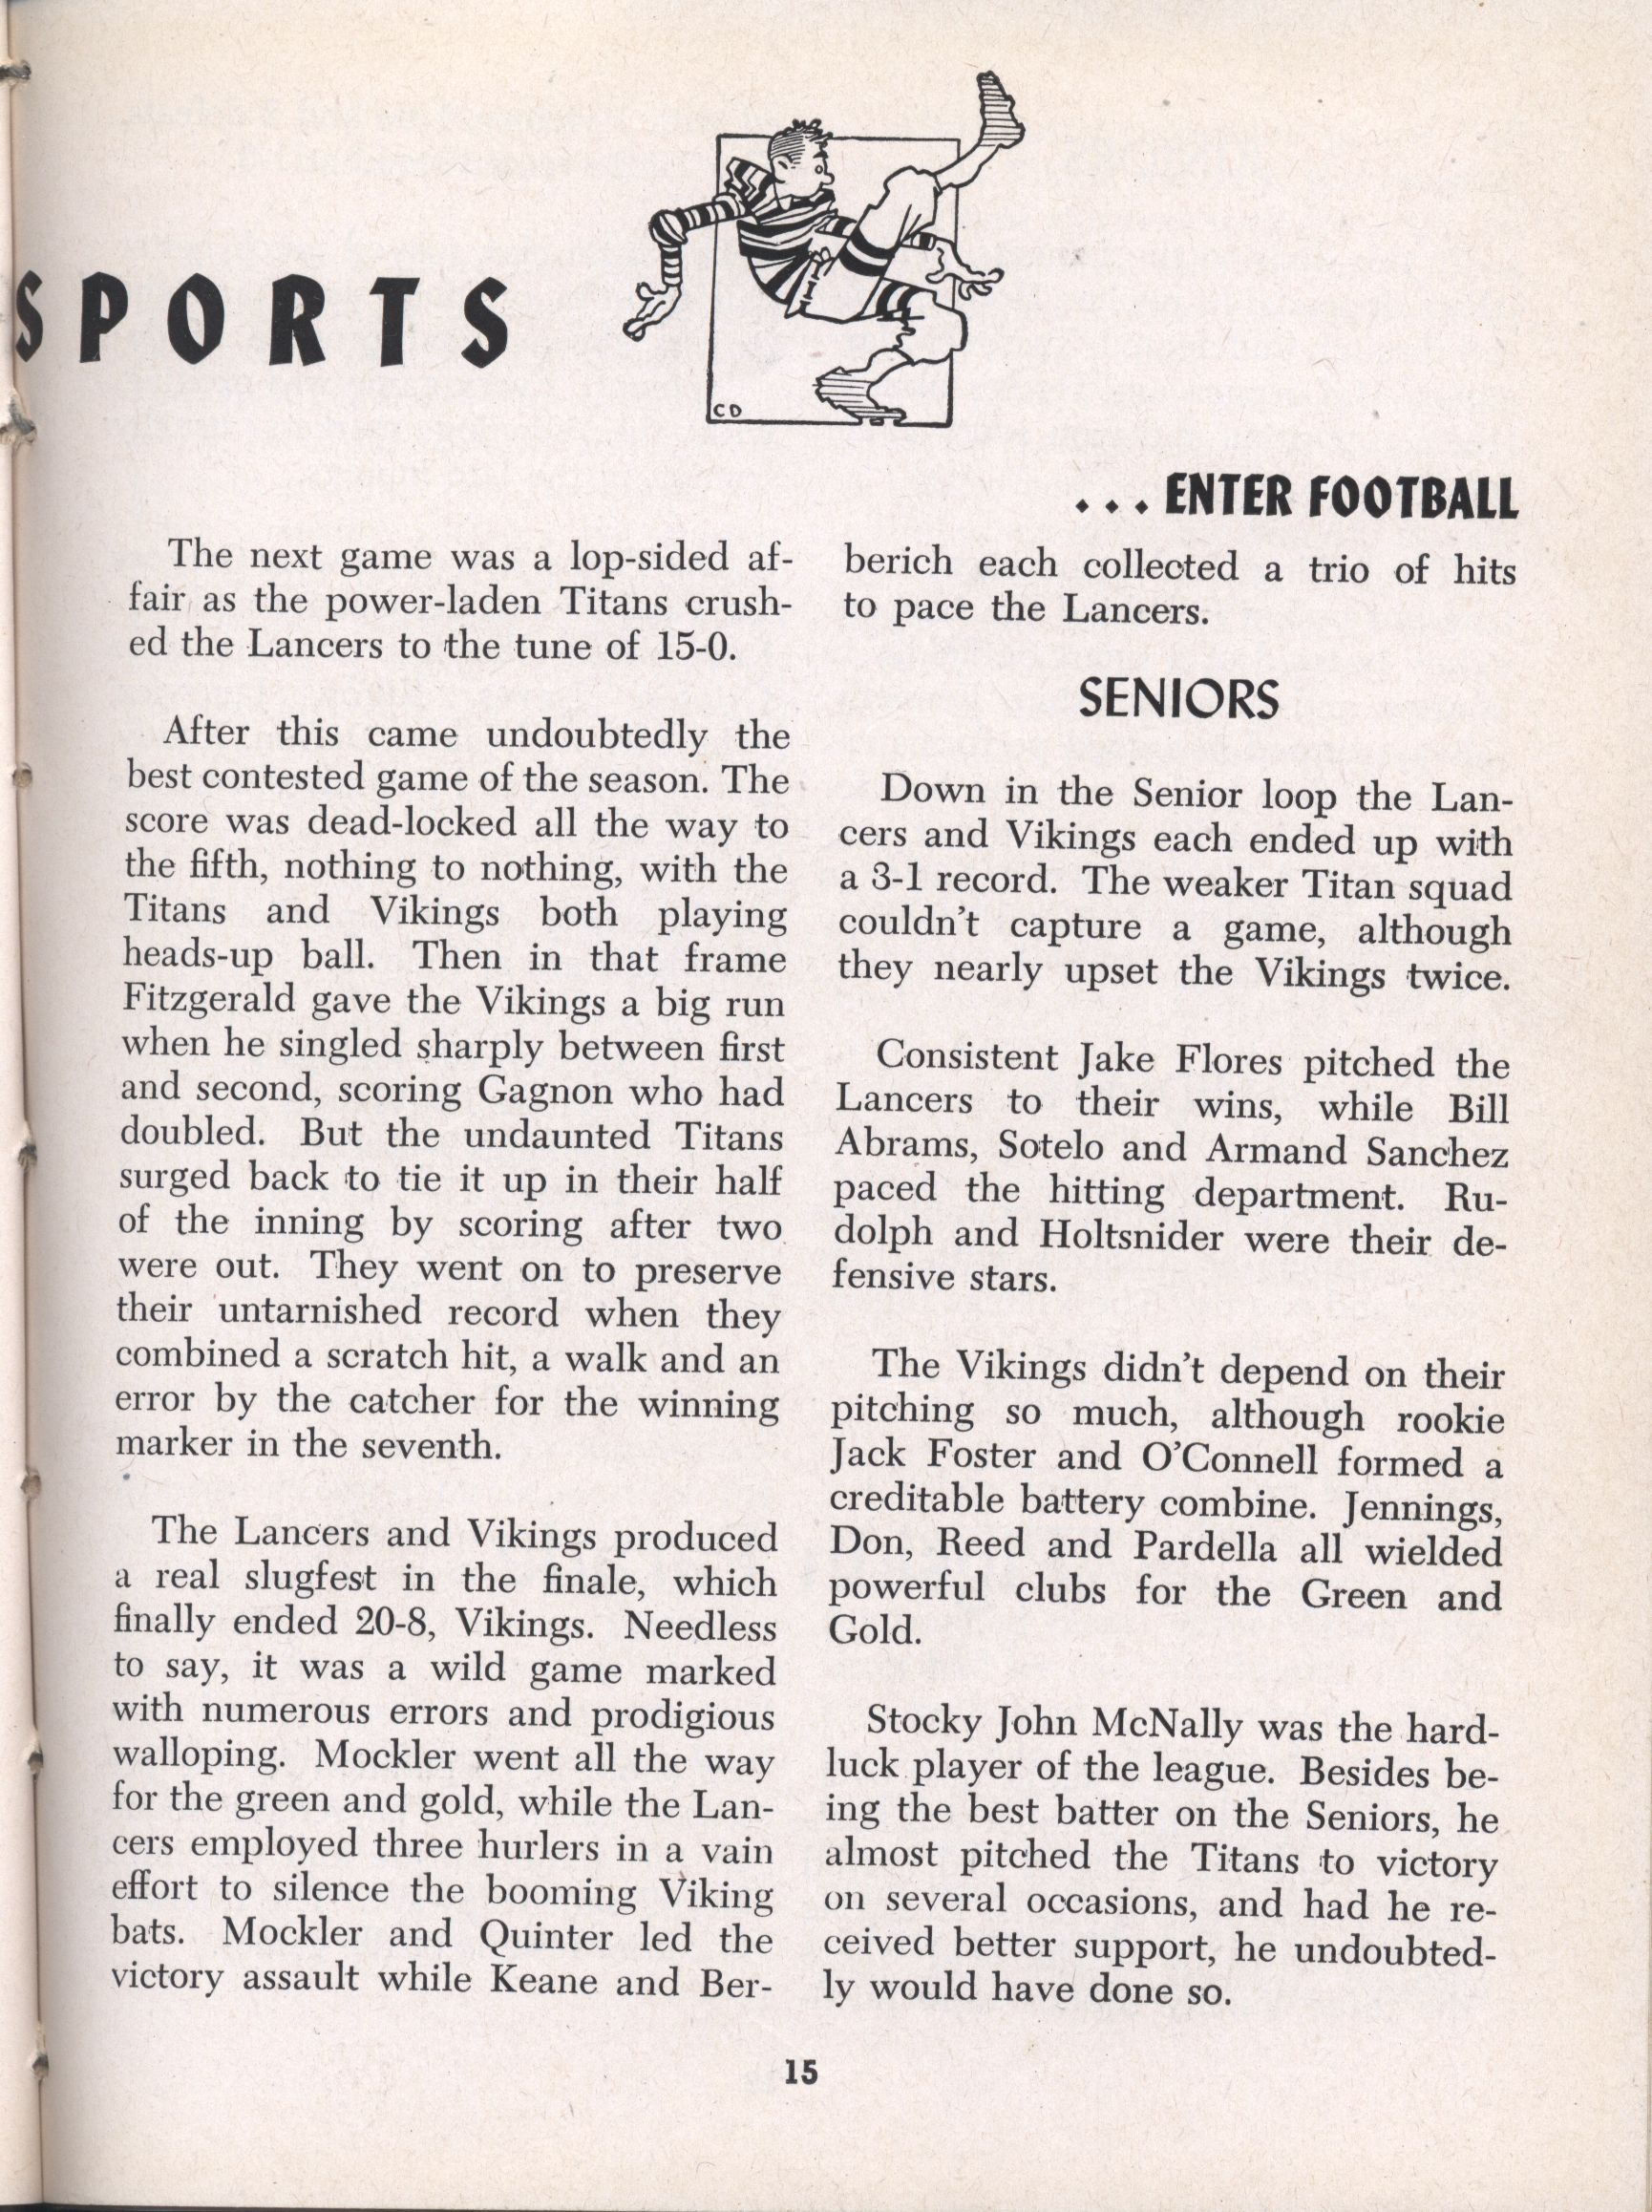 SPORTS
CD
... ENTER FOOTBALL
The next game was a lop-sided af-
fair as the power-laden Titans crush-
ed the Lancers to the tune of 15-0.
After this came undoubtedly the
best contested game of the season. The
score was dead-locked all the way to
the fifth, nothing to nothing, with the
Titans and Vikings both playing
heads-up ball. Then in that frame
Fitzgerald gave the Vikings a big run
when he singled sharply between first
and second, scoring Gagnon who had
doubled. But the undaunted Titans
surged back to tie it up in their half
of the inning by scoring after two
were out. They went on to preserve
their untarnished record when they
combined a scratch hit, a walk and an
error by the catcher for the winning
marker in the seventh.
The Lancers and Vikings produced
a real slugfest in the finale, which
finally ended 20-8, Vikings. Needless
to say, it was a wild game marked
with numerous errors and prodigious
walloping. Mockler went all the way
for the green and gold, while the Lan-
cers employed three hurlers in a vain
effort to silence the booming Viking
bats. Mockler and Quinter led the
victory assault while Keane and Ber-
berich each collected a trio of hits
to pace the Lancers.
SENIORS
Down in the Senior loop the Lan-
cers and Vikings each ended up with
a 3-1 record. The weaker Titan squad
couldn't capture a game, although
they nearly upset the Vikings twice.
Consistent Jake Flores pitched the
Lancers to their wins, while Bill
Abrams, Sotelo and Armand Sanchez
paced the hitting department. Ru-
dolph and Holtsnider were their de-
fensive stars.
The Vikings didn't depend on their
pitching so much, although rookie
Jack Foster and O'Connell formed a
creditable battery combine. Jennings,
Don, Reed and Pardella all wielded
powerful clubs for the Green and
Gold.
Stocky John McNally was the hard-
luck player of the league. Besides be-
ing the best batter on the Seniors, he
almost pitched the Titans to victory
on several occasions, and had he re-
ceived better support, he undoubted-
ly would have done so.
15